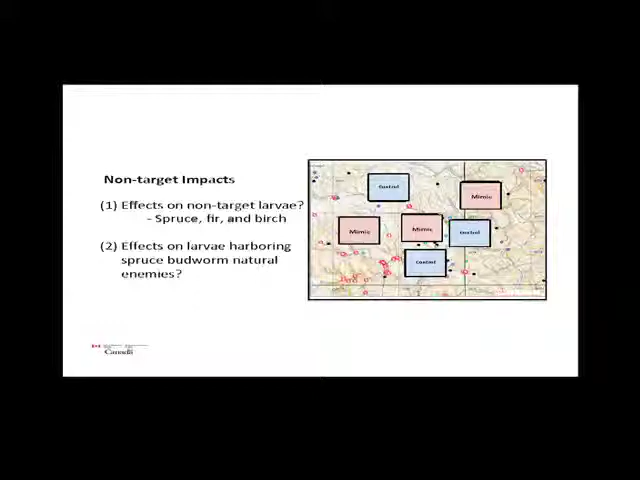 Non-target Impacts
(1) Effects on non-target larvae?
- Spruce, fir, and birch
(2) Effects on larvae harboring
spruce budworm natural
enemies?
Control
Mimic
Mimic
Mimic
Control
Control
Canada